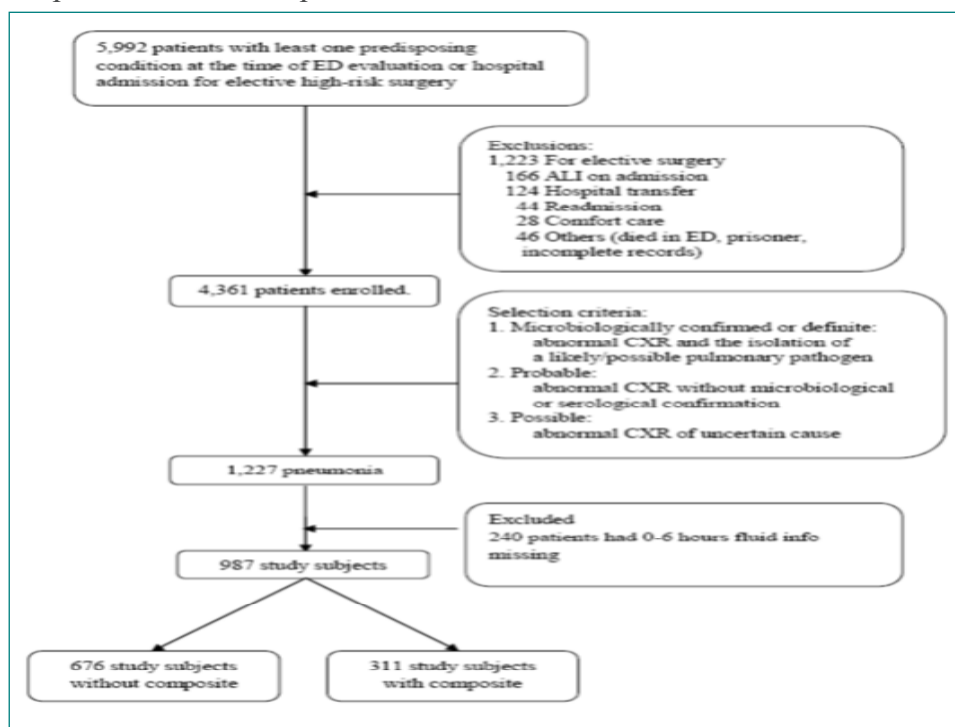 5,992 patients with least one predisposing
condition at the time of ED evaluation or hospital
admission for elective high-risk surgery
Exclusions:
1,223 For elective surgery
166 ALI on admission
124 Hospital transfer
44 Readmission
28 Comfort care
46 Others (died in ED, prisoner,
incomplete records)
4,361 patients enrolled.
Selection criteria:
1. Microbiologically confirmed or definite:
abnormal CXR and the isolation of
a likely/possible pulmonary pathogen
2. Probable:
abnormal CXR without microbiological
or serological confirmation
3. Possible:
abnormal CXR of uncertain cause
1,227 pneumonia
Excluded
240 patients had 0-6 hours fluid info
missing
987 study subjects
676 study subjects
without composite
311 study subjects
with composite